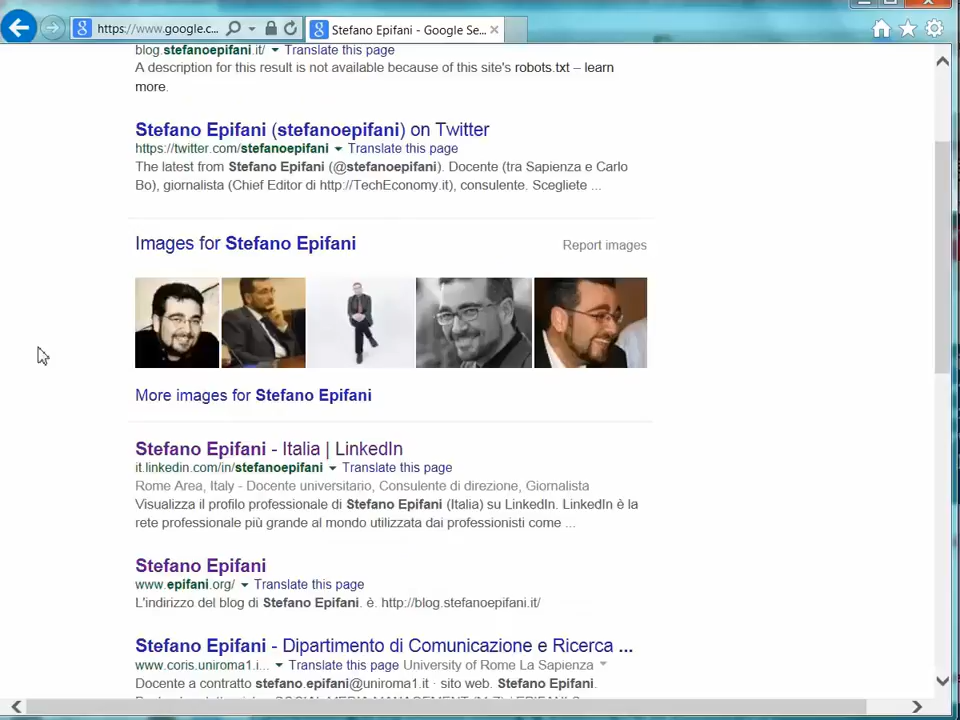 https://www.google.c...
Stefano Epifani - Google Se...
blog.stefanoepifani.it/ Translate this page
A description for this result is not available because of this site's robots.txt – learn
more.
Stefano Epifani (stefanoepifani) on Twitter
https://twitter.com/stefanoepifani Translate this page
The latest from Stefano Epifani (@stefanoepifani). Docente (tra Sapienza e Carlo
Bo), giornalista (Chief Editor di http://TechEconomy.it), consulente. Scegliete ...
Images for Stefano Epifani
Report images
More images for Stefano Epifani
Stefano Epifani - Italia | LinkedIn
it.linkedin.com/in/stefanoepifani Translate this page
Rome Area, Italy - Docente universitario, Consulente di direzione, Giornalista
Visualizza il profilo professionale di Stefano Epifani (Italia) su LinkedIn. LinkedIn è la
rete professionale più grande al mondo utilizzata dai professionisti come ...
Stefano Epifani
www.epifani.org/ Translate this page
L'indirizzo del blog di Stefano Epifani. è. http://blog.stefanoepifani.it/
Stefano Epifani - Dipartimento di Comunicazione e Ricerca ...
www.coris.uniroma1.i... Translate this page University of Rome La Sapienza
Docente a contratto stefano.epifani@uniroma1.it · sito web. Stefano Epifani.